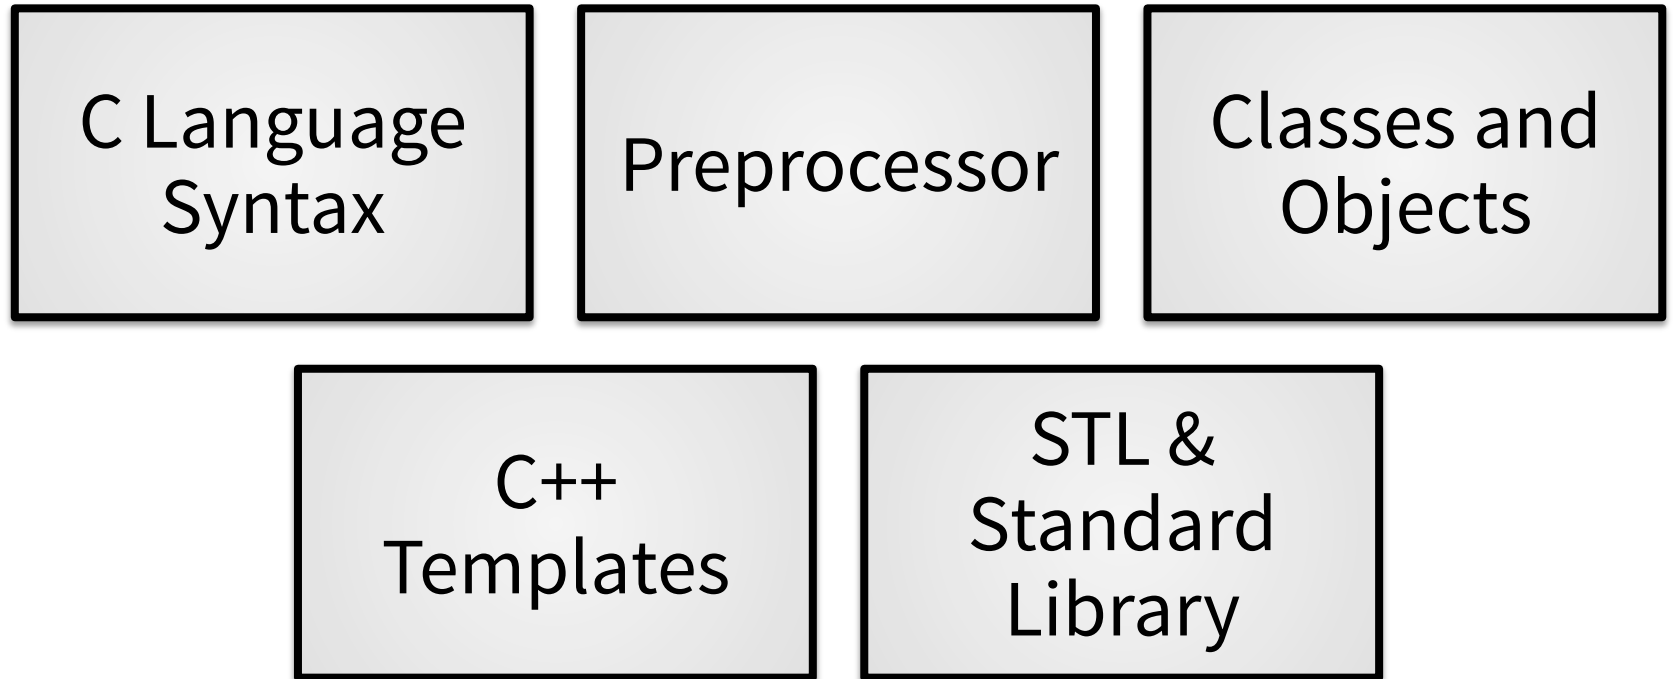 C Language
Syntax
Preprocessor
Classes and
Objects
C++
Templates
STL &
Standard
Library